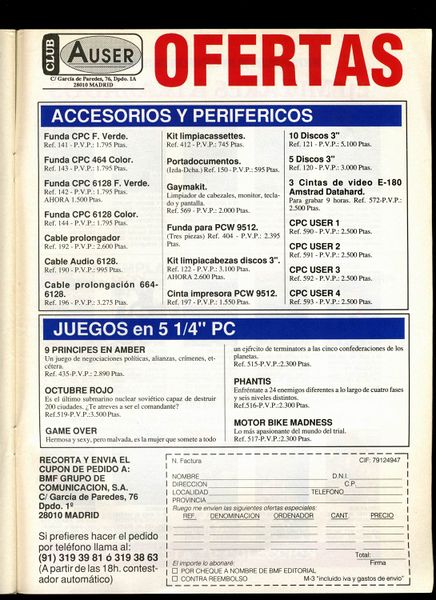 CLUB
AUSER
C/ García de Paredes, 76, Dpdo. 1A
28010 MADRID
OFERTAS
ACCESORIOS Y PERIFERICOS
Funda CPC F. Verde.
Ref. 141 - P.V.P.: 1.795 Ptas.
Funda CPC 464 Color.
Ref. 143 - P.V.P.: 1.795 Ptas.
Funda CPC 6128 F. Verde.
Ref. 142 - P.V.P.: 1.795 Ptas.
AHORA 1.500 Ptas.
Funda CPC 6128 Color.
Ref. 144 - P.V.P.: 1.795 Ptas.
Cable prolongador
Ref. 192 - P.V.P.: 2.600 Ptas.
Cable Audio 6128.
Ref. 190 - P.V.P.: 995 Ptas.
Cable prolongación 664-
6128.
Ref. 196 - P.V.P.: 3.275 Ptas.
Kit limpiacassettes.
Ref. 412 - P.V.P.: 745 Ptas.
Portadocumentos.
(Izda-Dcha.) Ref. 150 - P.V.P.: 595 Ptas.
Gaymakit.
Limpiador de cabezales, monitor, tecla-
do y pantalla.
Ref. 569 - P.V.P.: 2.000 Ptas.
Funda para PCW 9512.
(Tres piezas) Ref. 404 - P.V.P.: 2.395
Ptas.
Kit limpiacabezas discos 3".
Ref. 122 - P.V.P.: 3.100 Ptas.
AHORA 2.600 Ptas.
Cinta impresora PCW 9512.
Ref. 197 - P.V.P.: 1.550 Ptas.
10 Discos 3"
Ref. 121 - P.V.P.: 5.100 Ptas.
5 Discos 3"
Ref. 120 - P.V.P.: 3.000 Ptas.
3 Cintas de video E-180
Amstrad Datahard.
Para grabar 9 horas. Ref. 572-P.V.P.:
2.500 Ptas.
CPC USER 1
Ref. 590 - P.V.P.: 2.500 Ptas.
CPC USER 2
Ref. 591 - P.V.P.: 2.500 Ptas.
CPC USER 3
Ref. 592 - P.V.P.: 2.500 Ptas.
CPC USER 4
Ref. 593 - P.V.P.: 2.500 Ptas.
JUEGOS en 5 1/4" PC
9 PRINCIPES EN AMBER
Un juego de negociaciones políticas, alianzas, crímenes, et-
cétera.
Ref. 435-P.V.P.: 2.890 Ptas.
OCTUBRE ROJO
Es el último submarino nuclear soviético capaz de destruir
200 ciudades. ¿Te atreves a ser el comandante?
Ref.519-P.V.P.:3.500 Ptas.
GAME OVER
Hermosa y sexy, pero malvada, es la mujer que somete a todo
un ejército de terminators a las cinco confederaciones de los
planetas.
Ref. 515-P.V.P.:2.300 Ptas.
PHANTIS
Enfréntate a 24 enemigos diferentes a lo largo de cuatro fases
y seis niveles distintos.
Ref.516-P.V.P.:2.300 Ptas.
MOTOR BIKE MADNESS
Lo más apasionante del mundo del trial.
Ref. 517-P.V.P.:2.300 Ptas.
RECORTA Y ENVIA EL
CUPON DE PEDIDO A:
BMF GRUPO DE
COMUNICACION, S.A.
C/ García de Paredes, 76
Dpdo. 1º
28010 MADRID
Si prefieres hacer el pedido
por teléfono llama al:
(91) 319 39 81 ó 319 38 63
(A partir de las 18h. contest-
ador automático)
N. Factura CIF: 79124947
NOMBRE D.N.I.
DIRECCION C.P.
LOCALIDAD TELEFONO
PROVINCIA
Ruego me envíen las siguientes ofertas especiales:
REF. DENOMINACION ORDENADOR CANT. PRECIO
Total:
El importe lo abonaré: Firma
POR CHEQUE A NOMBRE DE BMF EDITORIAL
CONTRA REEMBOLSO M-3 "incluido iva y gastos de envio"